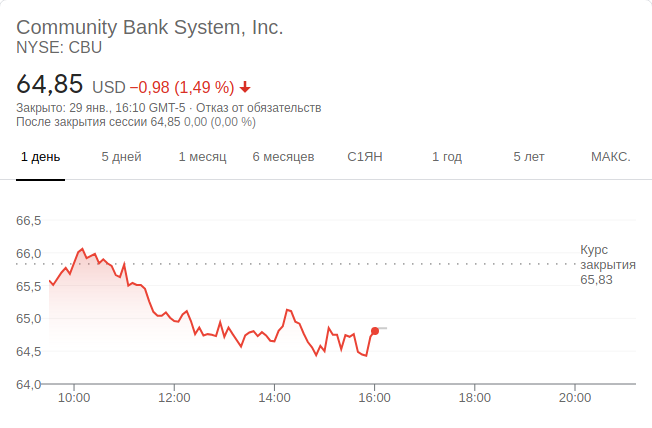 Community Bank System, Inc.
NYSE: CBU
64,85 USD −0,98 (1,49 %)
Закрыто: 29 янв., 16:10 GMT-5 · Отказ от обязательств
После закрытия сессии 64,85 0,00 (0,00 %)
1 день 5 дней 1 месяц 6 месяцев С1ЯН 1 год 5 лет МАКС.
66,5
66,0
65,5
65,0
64,5
64,0
Курс
закрытия
65,83
10:00 12:00 14:00 16:00 18:00 20:00